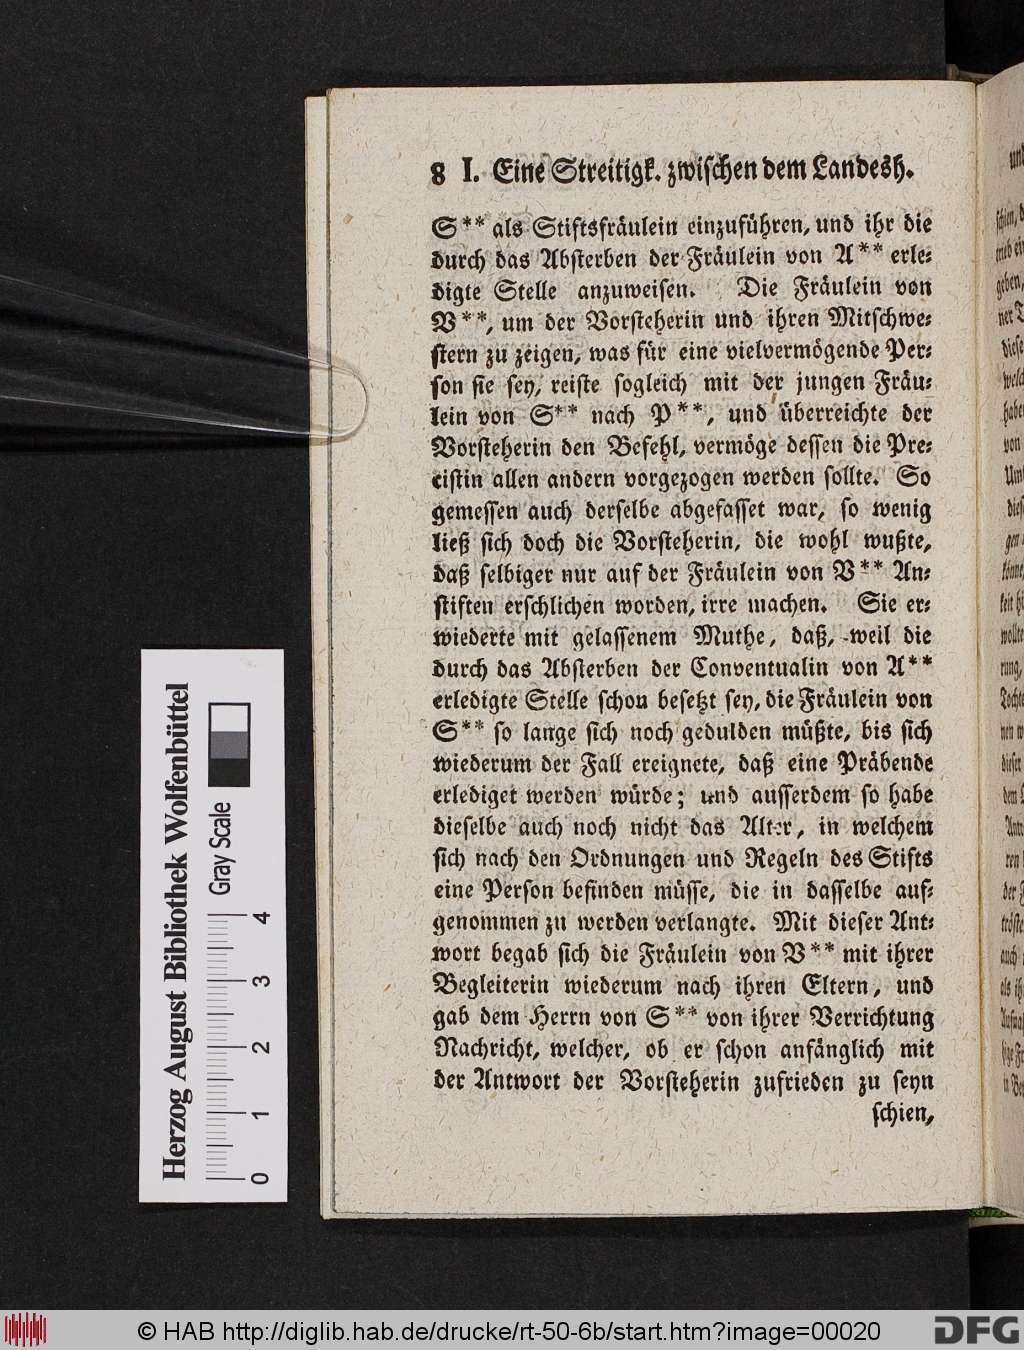 8 I. Eine Streitigk. zwischen dem Landesh.
S** als Stiftsfräulein einzuführen, und ihr die
durch das Absterben der Fräulein von A** erle-
digte Stelle anzuweisen. Die Fräulein von
V**, um der Vorsteherin und ihren Mitschwe-
stern zu zeigen, was für eine vielvermögende Per-
son sie sey, reiste sogleich mit der jungen Fräu-
lein von S** nach P**, und überreichte der
Vorsteherin den Befehl, vermöge dessen die Pre-
cistin allen andern vorgezogen werden sollte. So
gemessen auch derselbe abgefasset war, so wenig
ließ sich doch die Vorsteherin, die wohl wußte,
daß selbiger nur auf der Fräulein von V** An-
stiften erschlichen worden, irre machen. Sie er-
wiederte mit gelassenem Muthe, daß, weil die
durch das Absterben der Conventualin von A**
erledigte Stelle schon besetzt sey, die Fräulein von
S** so lange sich noch gedulden müßte, bis sich
wiederum der Fall ereignete, daß eine Präbende
erlediget werden würde; und ausserdem so habe
dieselbe auch noch nicht das Alter, in welchem
sich nach den Ordnungen und Regeln des Stifts
eine Person befinden müsse, die in dasselbe auf-
genommen zu werden verlangte. Mit dieser Ant-
wort begab sich die Fräulein von V** mit ihrer
Begleiterin wiederum nach ihren Eltern, und
gab dem Herrn von S** von ihrer Verrichtung
Nachricht, welcher, ob er schon anfänglich mit
der Antwort der Vorsteherin zufrieden zu seyn
schien,
Herzog August Bibliothek Wolfenbüttel
Gray Scale
0 1 2 3 4
© HAB http://diglib.hab.de/drucke/rt-50-6b/start.htm?image=00020
DFG